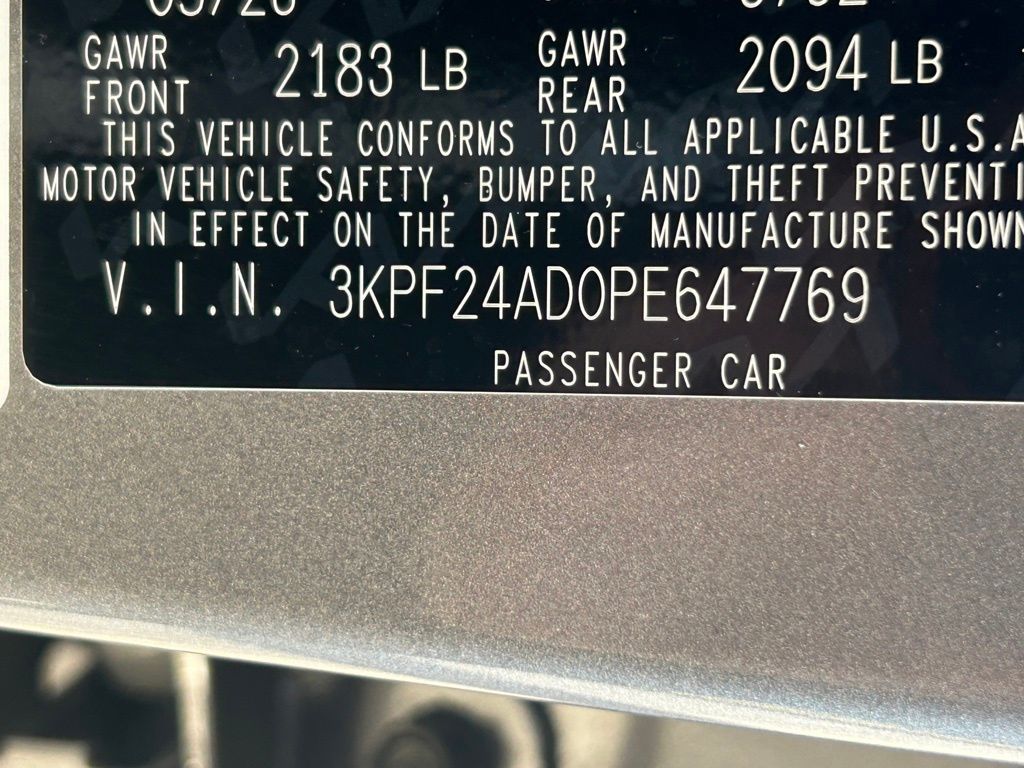 GAWR FRONT 2183 LB GAWR REAR 2094 LB
THIS VEHICLE CONFORMS TO ALL APPLICABLE U.S.A
MOTOR VEHICLE SAFETY, BUMPER, AND THEFT PREVENTI
IN EFFECT ON THE DATE OF MANUFACTURE SHOWN
V.I.N. 3KPF24AD0PE647769
PASSENGER CAR